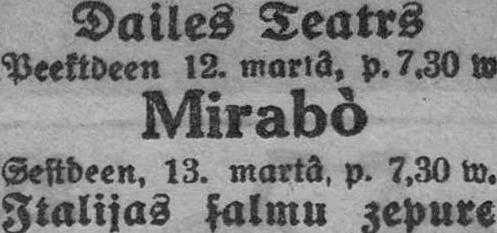 Dailes Teatrs
Peektdeen 12. martâ, p. 7,30 w
Mirabò
Sestdeen, 13. martâ, p. 7,30 w.
Italijas salmu zepure